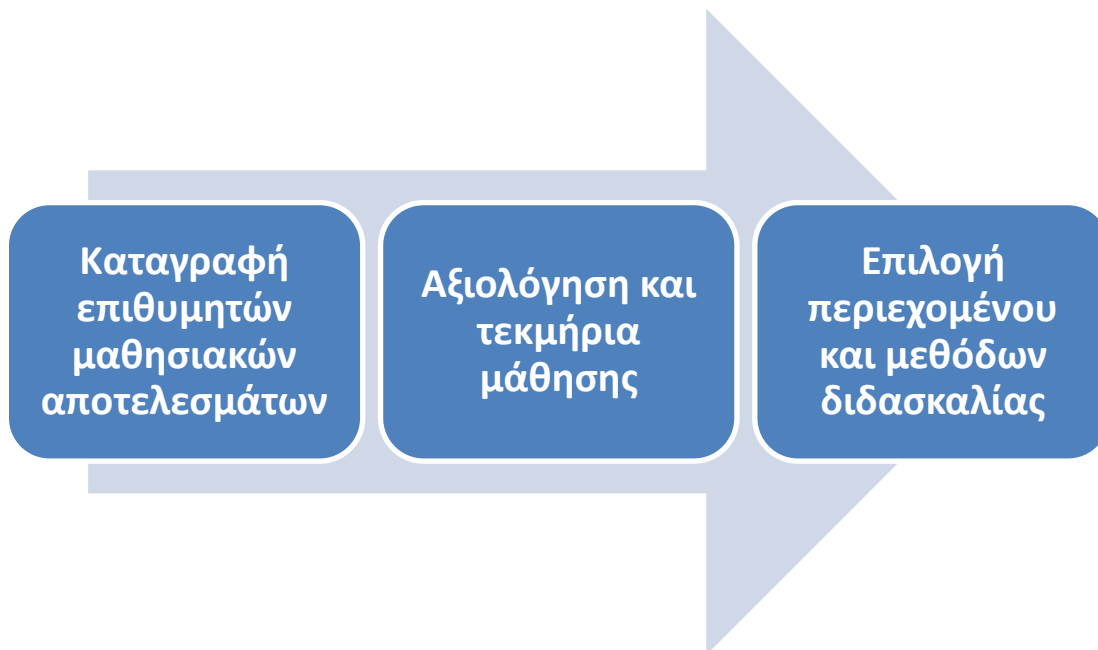 Καταγραφή
επιθυμητών
μαθησιακών
αποτελεσμάτων
Αξιολόγηση και
τεκμήρια
μάθησης
Επιλογή
περιεχομένου
και μεθόδων
διδασκαλίας